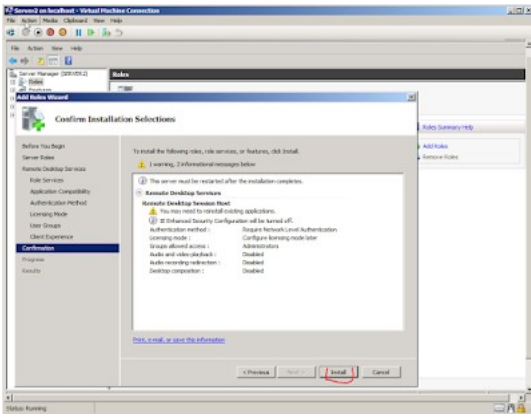 Server2 on localhost - Virtual Machine Connection
File Action Media Clipboard View Help
File Action View Help
Server Manager (SERVER2)
Roles
Roles
Features
Add Roles Wizard
Confirm Installation Selections
Roles Summary Help
Add Roles
Remove Roles
Before You Begin
Server Roles
Remote Desktop Services
Role Services
Application Compatibility
Authentication Method
Licensing Mode
User Groups
Client Experience
Confirmation
Progress
Results
To install the following roles, role services, or features, click Install.
1 warning, 2 informational messages below
This server must be restarted after the installation completes.
Remote Desktop Services
Remote Desktop Session Host
You may need to reinstall existing applications.
IE Enhanced Security Configuration will be turned off.
Authentication method : Require Network Level Authentication
Licensing mode : Configure licensing mode later
Groups allowed access : Administrators
Audio and video playback : Disabled
Audio recording redirection : Disabled
Desktop composition : Disabled
Print, e-mail, or save this information
< Previous Next > Install Cancel
Status: Running